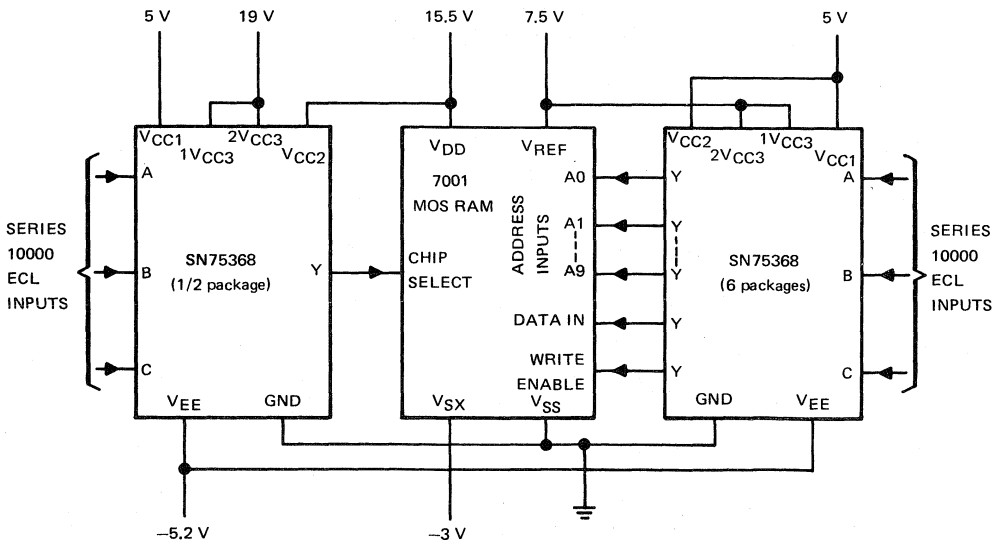 5 V
19 V
15.5 V
7.5 V
5 V
VCC1
1VCC3
2VCC3
VCC2
A
B
C
SERIES
10000
ECL
INPUTS
SN75368
(1/2 package)
Y
VEE
GND
VDD
VREF
7001
MOS RAM
CHIP
SELECT
ADDRESS
INPUTS
A0
A1
A9
DATA IN
WRITE
ENABLE
VSX
VSS
VCC2
2VCC3
1VCC3
VCC1
Y
Y
Y
Y
Y
SN75368
(6 packages)
A
B
C
GND
VEE
SERIES
10000
ECL
INPUTS
–5.2 V
–3 V